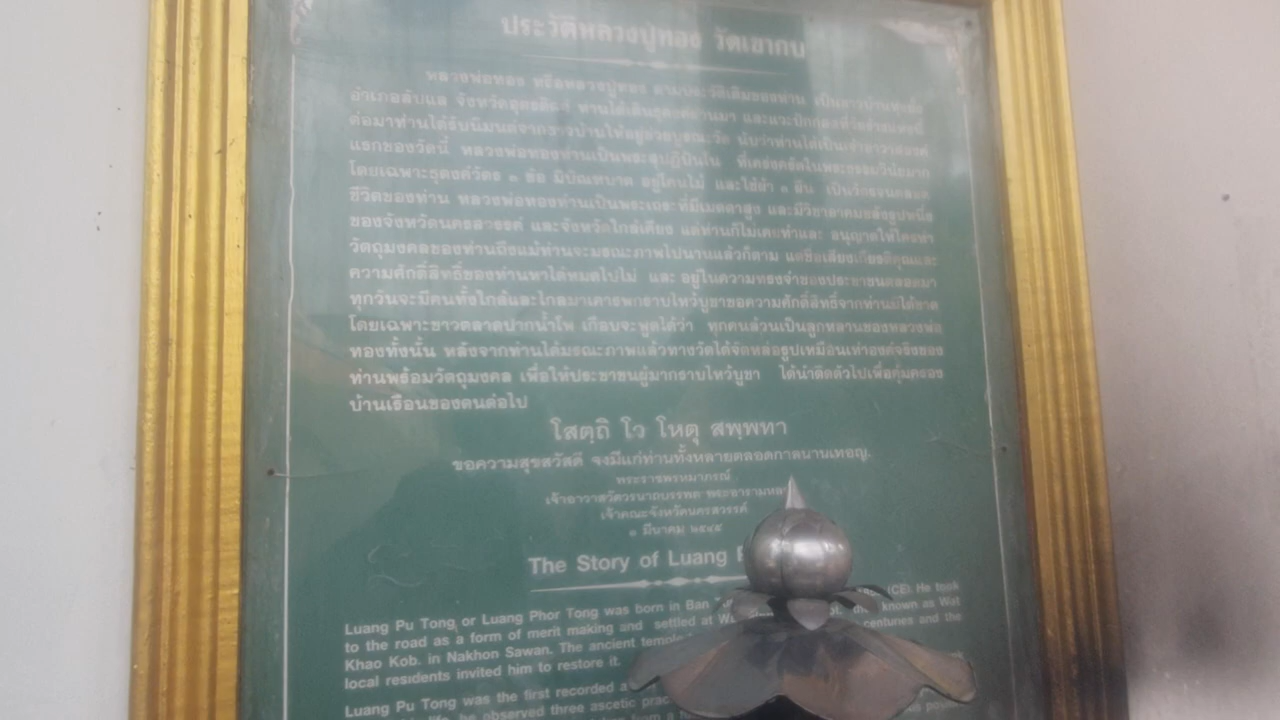 ประวัติหลวงปู่ทอง วัดเขากบ
หลวงพ่อทอง หรือหลวงปู่ทอง ตามประวัติเดิมของท่าน เป็นชาวบ้าน
อำเภอลับแล จังหวัดอุตรดิตถ์ ท่านได้เดินธุดงค์ผ่านมา และแวะปักกลด
ต่อมาท่านได้รับนิมนต์จากชาวบ้านให้อยู่ช่วยบูรณะวัด นับว่าท่านได้เป็นเจ้าอาวาสองค์
แรกของวัดนี้ หลวงพ่อทองท่านเป็นพระสุปฏิปันโน ที่เคร่งครัดในพระธรรมวินัยมาก
โดยเฉพาะธุดงค์วัตร ๓ ข้อ มีบิณฑบาต อยู่โคนไม้ และใช้ผ้า ๓ ผืน เป็นวัตรจนตลอด
ชีวิตของท่าน หลวงพ่อทองท่านเป็นพระเถระที่มีเมตตาสูง และมีวิชาอาคมขลังรูปหนึ่ง
ของจังหวัดนครสวรรค์ และจังหวัดใกล้เคียง แต่ท่านก็ไม่เคยทำและ อนุญาตให้ใครทำ
วัตถุมงคลของท่านถึงแม้ท่านจะมรณะภาพไปนานแล้วก็ตาม แต่ชื่อเสียงเกียรติคุณและ
ความศักดิ์สิทธิ์ของท่านหาได้หมดไปไม่ และ อยู่ในความทรงจำของประชาชนตลอดมา
ทุกวันจะมีคนทั้งใกล้และไกลมาเคารพกราบไหว้บูชาขอความศักดิ์สิทธิ์จากท่านมิได้ขาด
โดยเฉพาะชาวตลาดปากน้ำโพ เกือบจะพูดได้ว่า ทุกคนล้วนเป็นลูกหลานของหลวงพ่อ
ทองทั้งนั้น หลังจากท่านได้มรณะภาพแล้วทางวัดได้จัดหล่อรูปเหมือนเท่าองค์จริงของ
ท่านพร้อมวัตถุมงคล เพื่อให้ประชาชนผู้มากราบไหว้บูชา ได้นำติดตัวไปเพื่อคุ้มครอง
บ้านเรือนของตนต่อไป
โสตฺถิ โว โหตุ สพฺพทา
ขอความสุขสวัสดี จงมีแก่ท่านทั้งหลายตลอดกาลนานเทอญ.
พระราชพรหมาภรณ์
เจ้าอาวาสวัดวรนาถบรรพต พระอารามหลวง
เจ้าคณะจังหวัดนครสวรรค์
๑ มีนาคม ๒๕๔๙
The Story of Luang P
Luang Pu Tong or Luang Phor Tong was born in Ban (CE). He took
to the road as a form of merit making and settled at Wa known as Wat
Khao Kob. in Nakhon Sawan. The ancient temple centuries and the
local residents invited him to restore it.
Luang Pu Tong was the first recorded a
life, he observed three ascetic prac